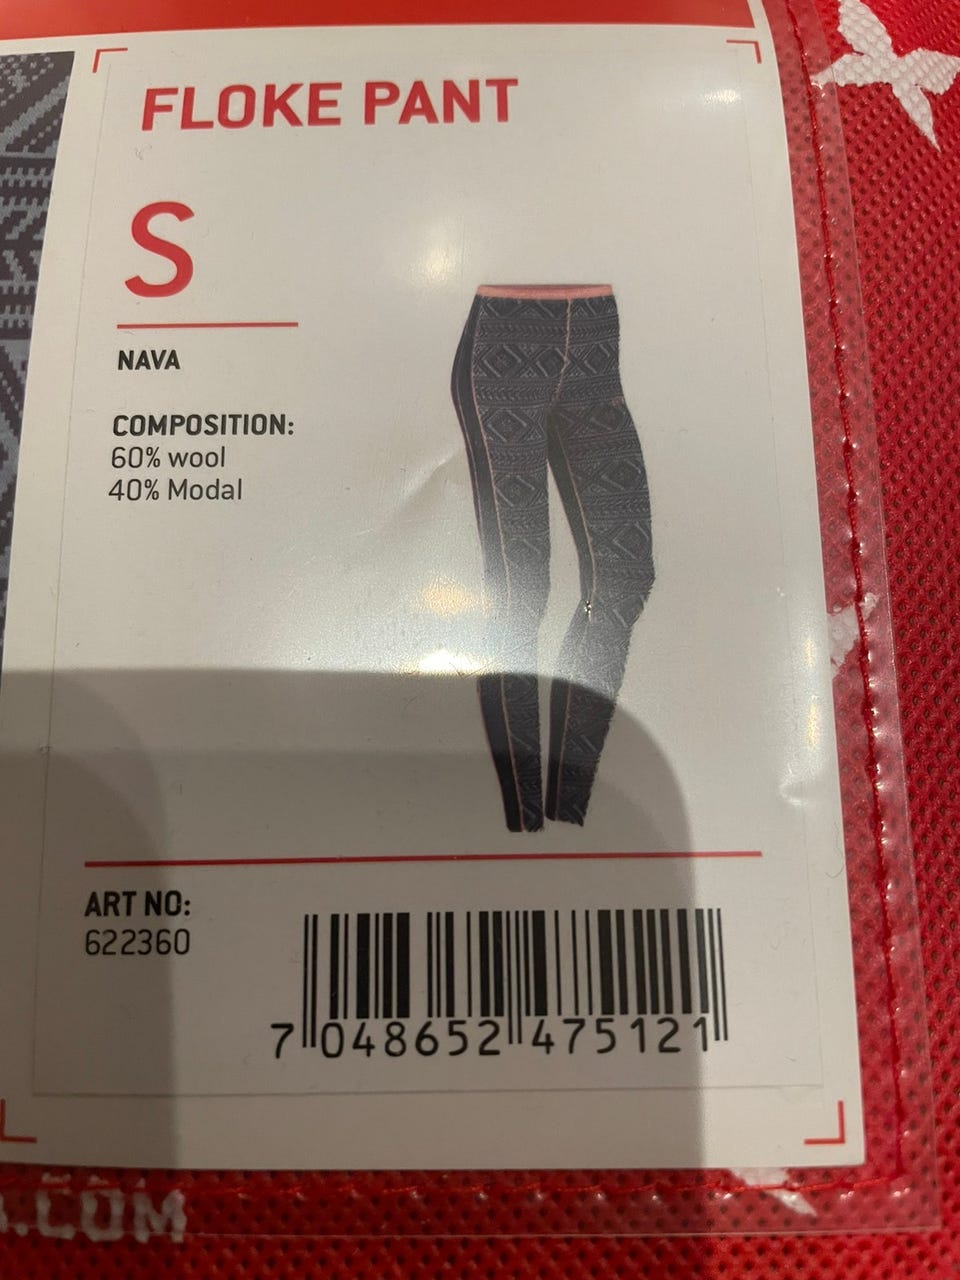 FLOKE PANT
S
NAVA
COMPOSITION:
60% wool
40% Modal
ART NO:
622360
7 048652 475121
.COM